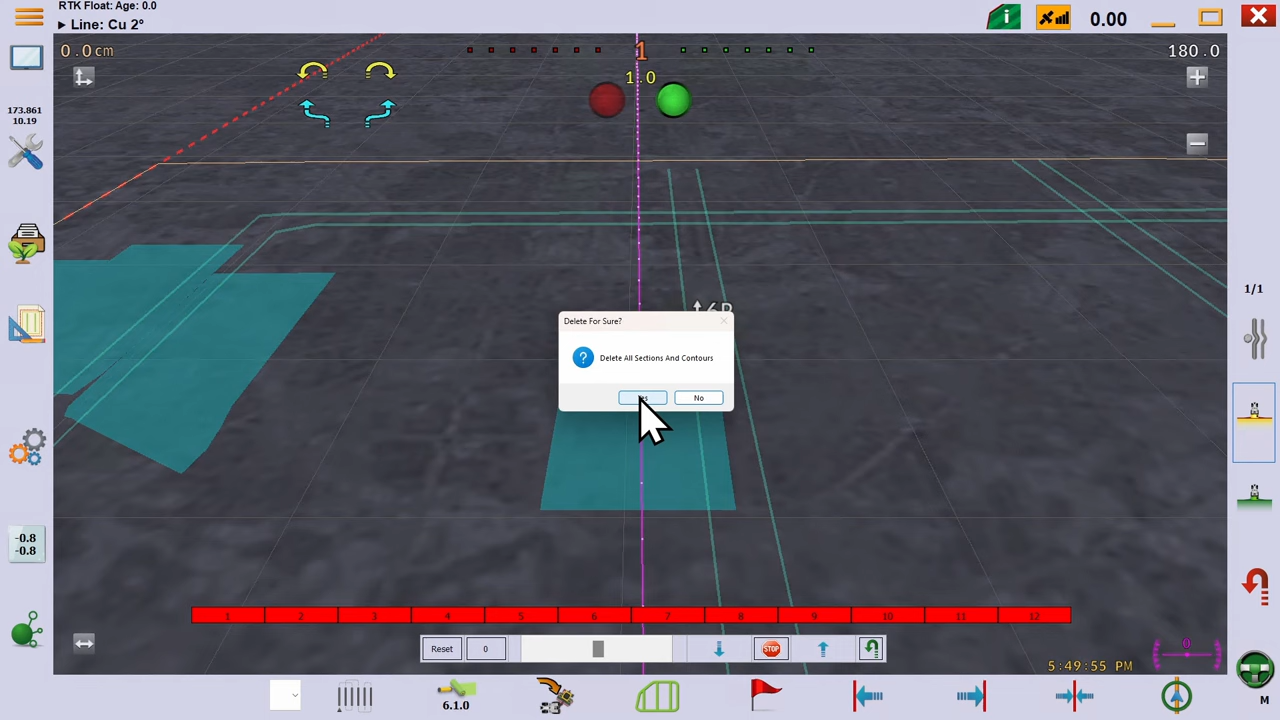 RTK Float: Age: 0.0
▸ Line: Cu 2°
0.00
0.0cm
1
180.0
1.0
173.861
10.19
1/1
Delete For Sure?
Delete All Sections And Contours
No
-0.8
-0.8
1 2 3 4 5 6 7 8 9 10 11 12
Reset 0
STOP
0
5:49:55 PM
6.1.0
M